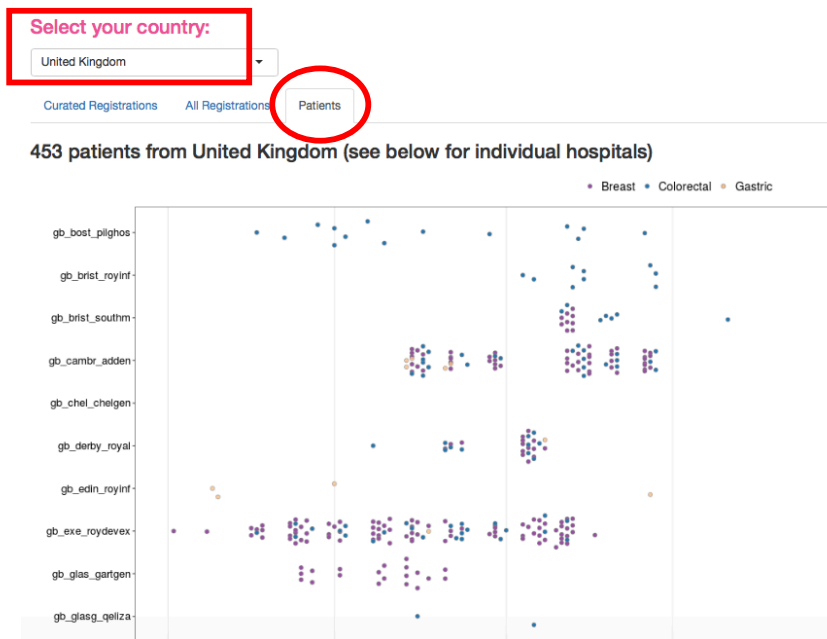 Select your country:
United Kingdom
Curated Registrations All Registrations Patients
453 patients from United Kingdom (see below for individual hospitals)
Breast Colorectal Gastric
gb_bost_pilghos
gb_brist_royinf
gb_brist_southm
gb_cambr_adden
gb_chel_chelgen
gb_derby_royal
gb_edin_royinf
gb_exe_roydevex
gb_glas_gartgen
gb_glasg_qeliza